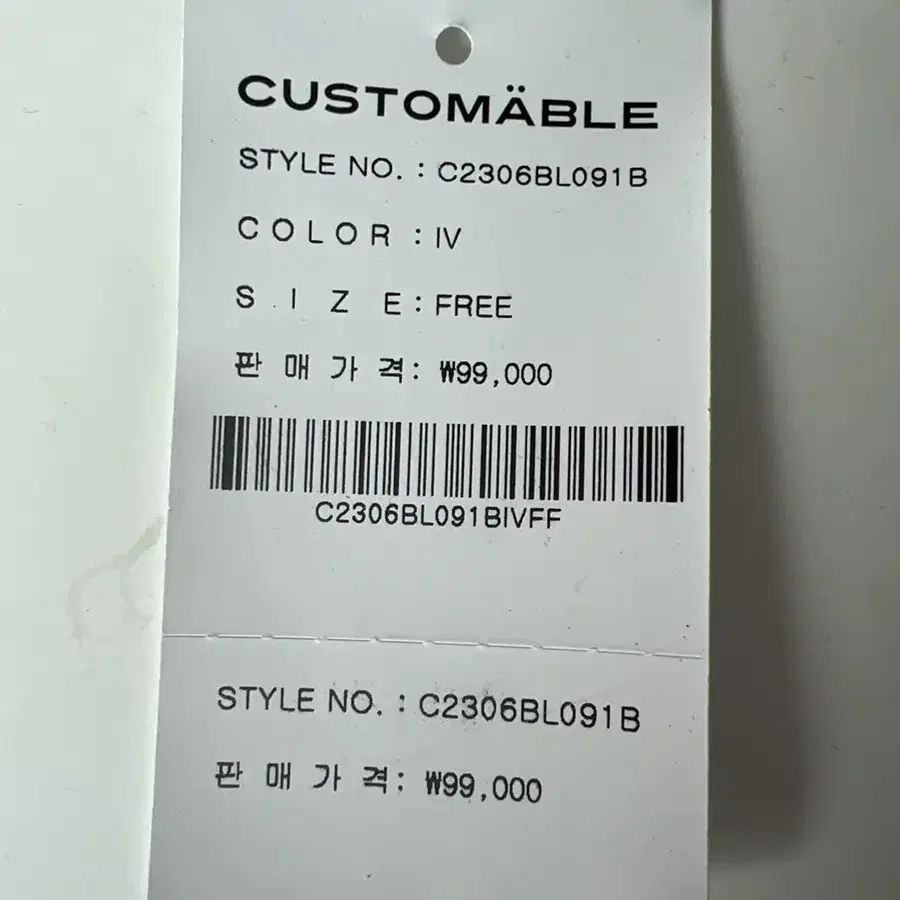 CUSTOMÄBLE
STYLE NO. : C2306BL091B
COLOR : IV
SIZE : FREE
판매가격: ₩99,000
C2306BL091BIVFF
STYLE NO. : C2306BL091B
판매가격: ₩99,000